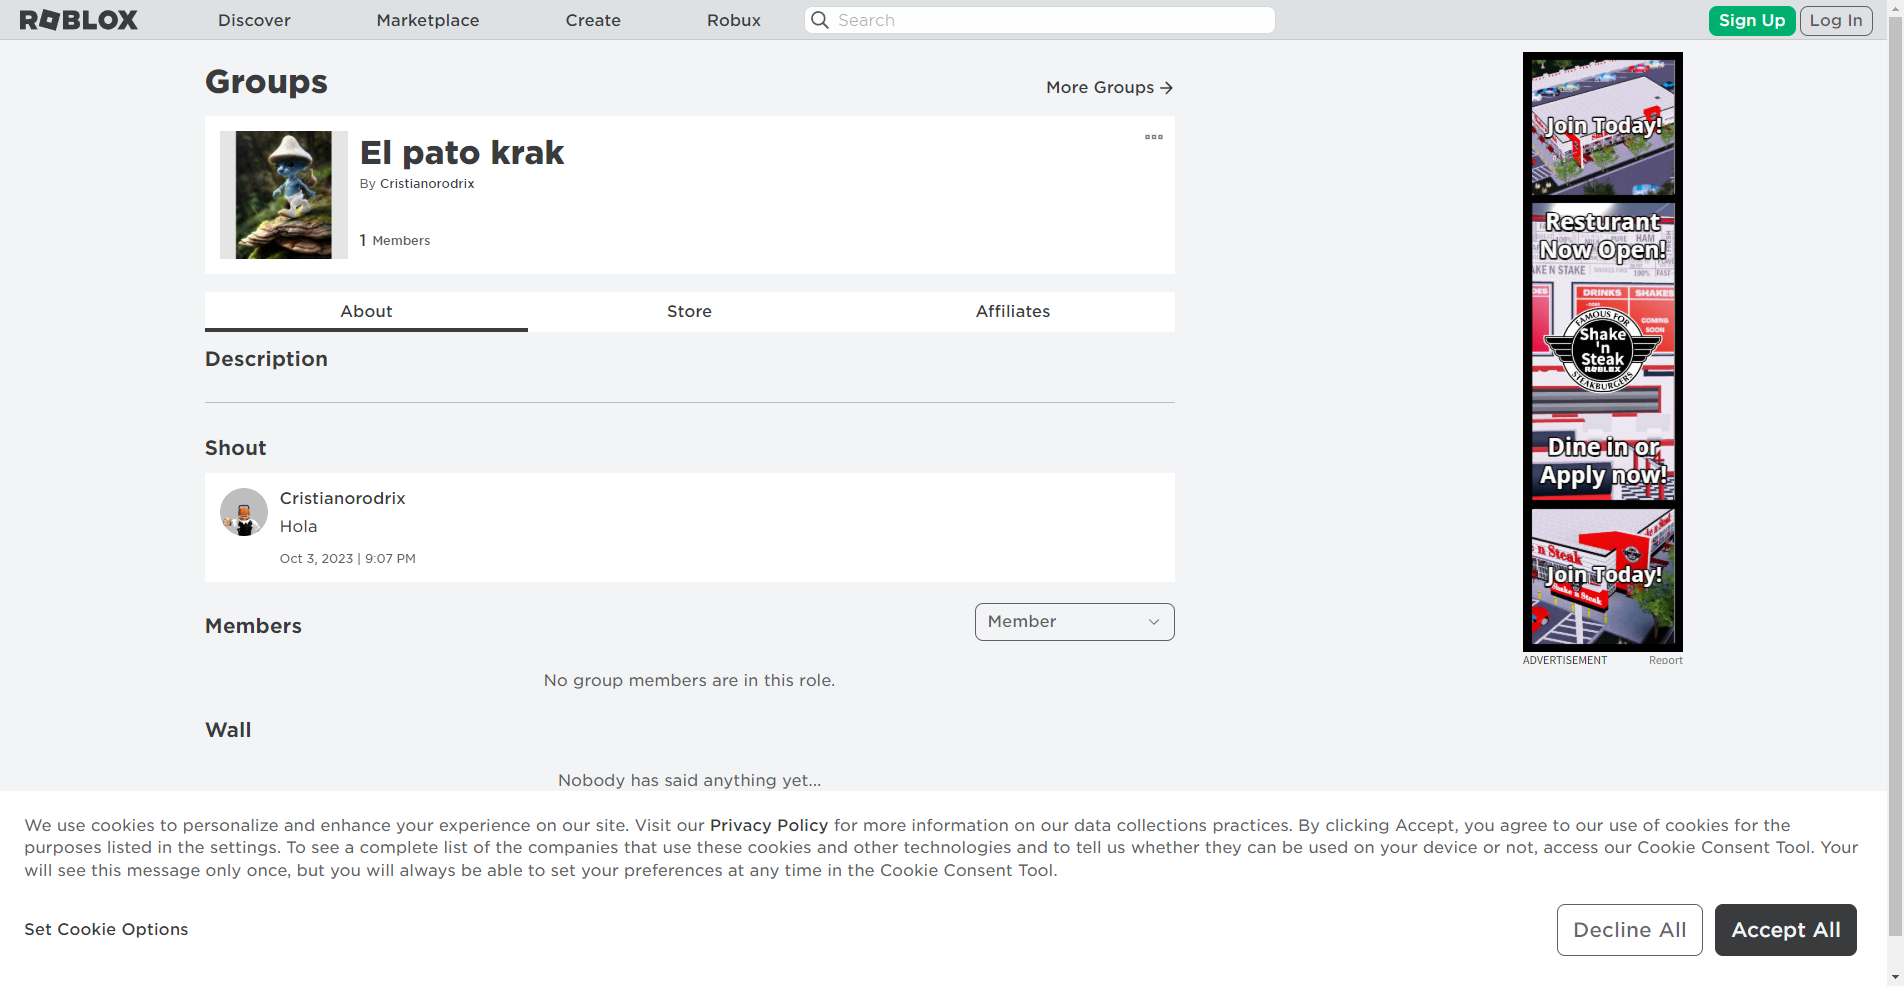 ROBLOX
Discover
Marketplace
Create
Robux
Search
Sign Up
Log In
Groups
More Groups →
El pato krak
By Cristianorodrix
1 Members
About
Store
Affiliates
Description
Shout
Cristianorodrix
Hola
Oct 3, 2023 | 9:07 PM
Members
Member
No group members are in this role.
Wall
Nobody has said anything yet...
Join Today!
Resturant
Now Open!
DRINKS
SHAKES
COMING
SOON
FAMOUS FOR
Shake
'n
Steak
ROBLOX
STEAKBURGERS
Dine in or
Apply now!
Join Today!
ADVERTISEMENT
Report
We use cookies to personalize and enhance your experience on our site. Visit our Privacy Policy for more information on our data collections practices. By clicking Accept, you agree to our use of cookies for the
purposes listed in the settings. To see a complete list of the companies that use these cookies and other technologies and to tell us whether they can be used on your device or not, access our Cookie Consent Tool. Your
will see this message only once, but you will always be able to set your preferences at any time in the Cookie Consent Tool.
Set Cookie Options
Decline All
Accept All